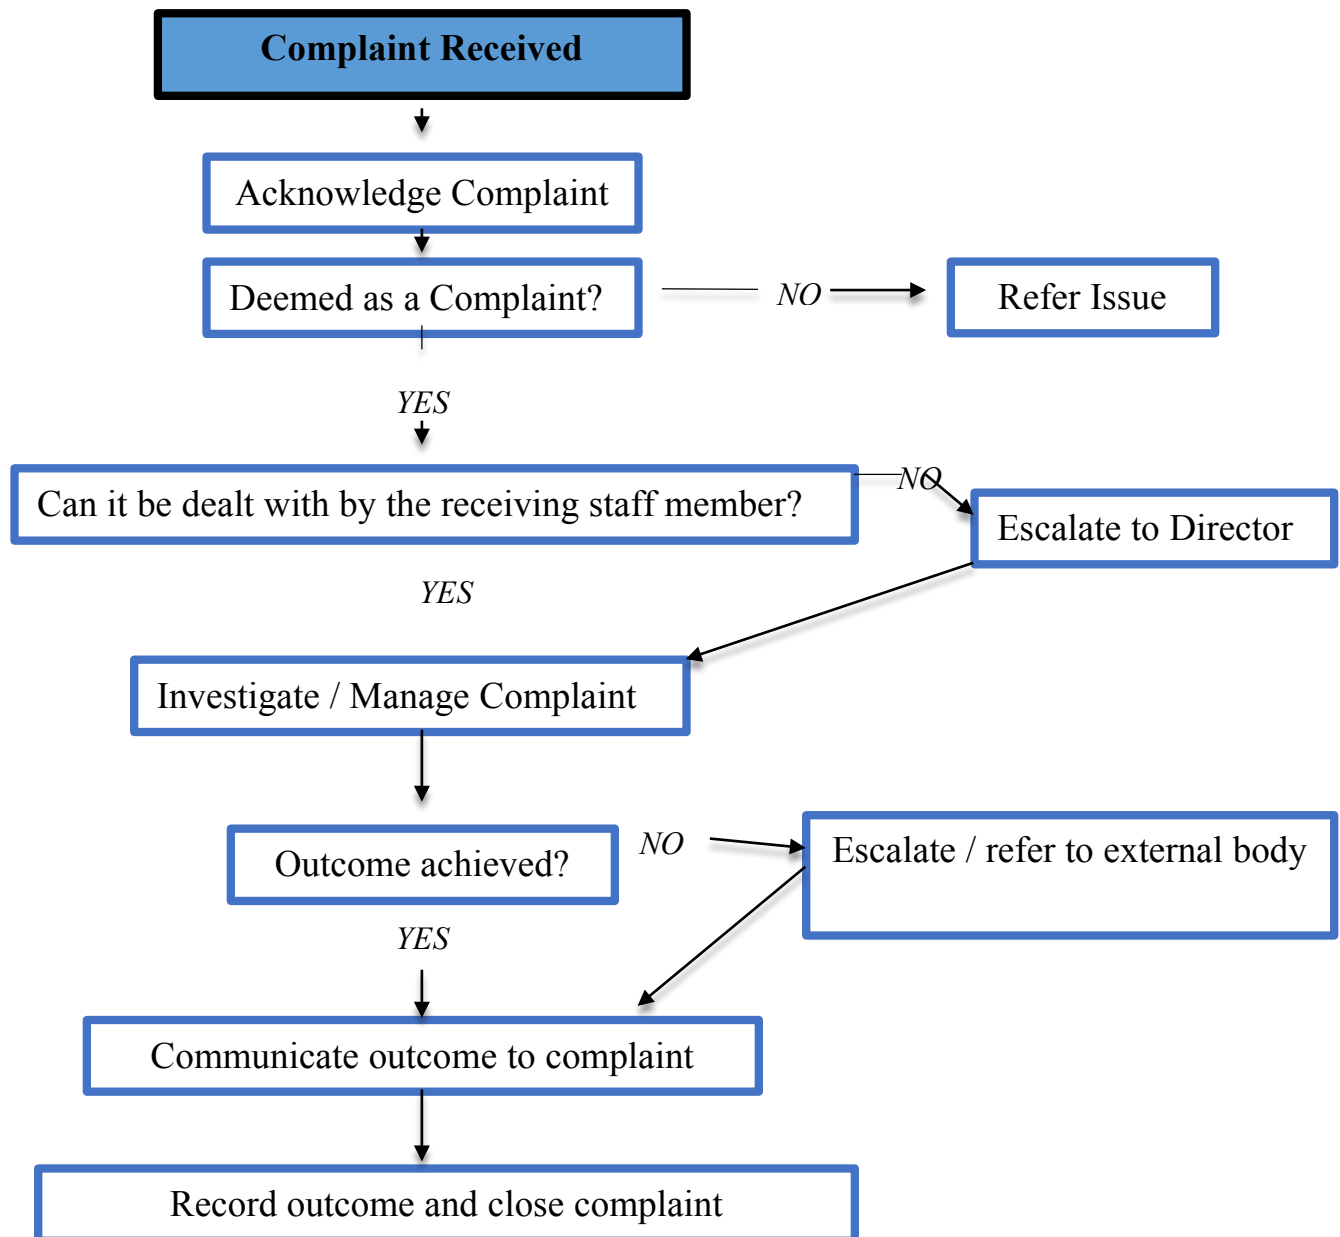 Complaint Received
Acknowledge Complaint
Deemed as a Complaint?
NO
Refer Issue
YES
Can it be dealt with by the receiving staff member?
NO
Escalate to Director
YES
Investigate / Manage Complaint
Outcome achieved?
NO
Escalate / refer to external body
YES
Communicate outcome to complaint
Record outcome and close complaint